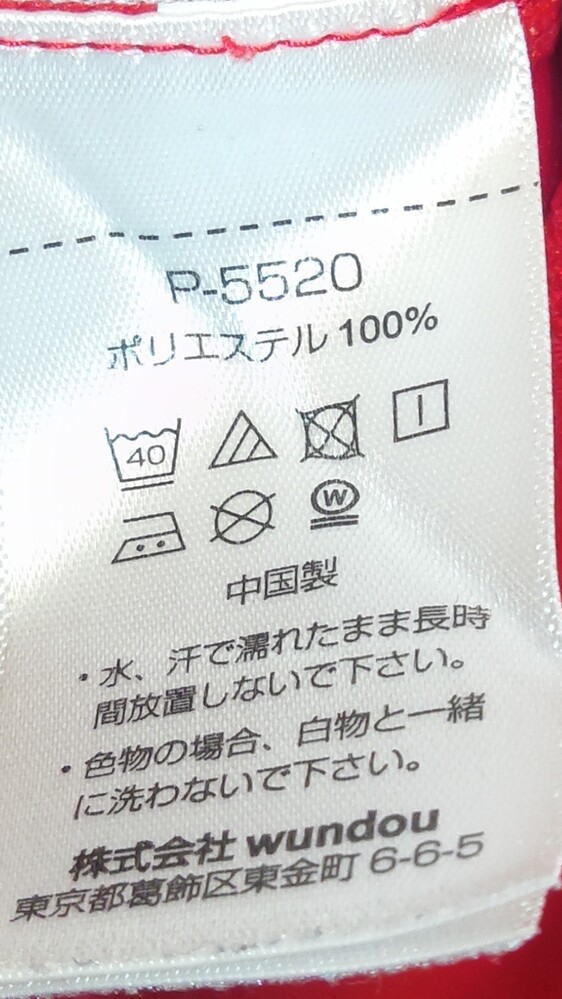 P-5520
ポリエステル 100%
40
W
中国製
・水、汗で濡れたまま長時
間放置しないで下さい。
・色物の場合、白物と一緒
に洗わないで下さい。
株式会社 wundou
東京都葛飾区東金町 6-6-5